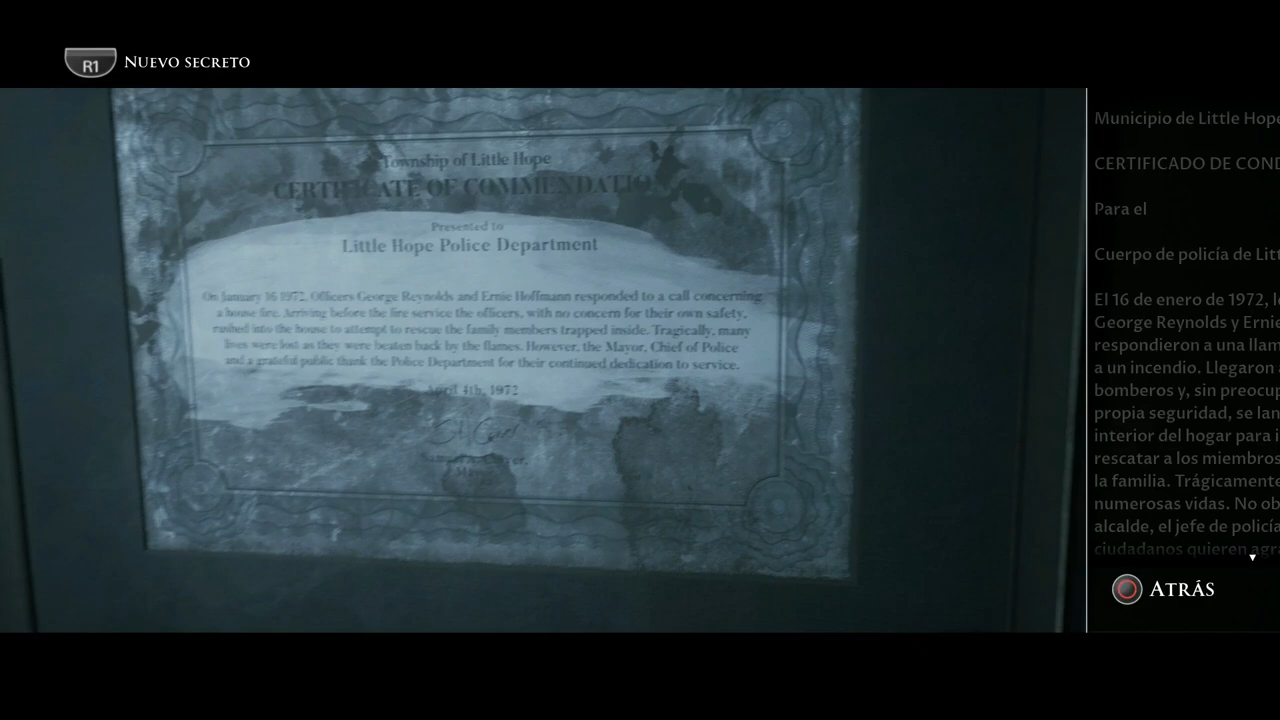 R1 NUEVO SECRETO
Township of Little Hope
CERTIFICATE OF COMMENDATIO
Presented to
Little Hope Police Department
On January 16 1972, Officers George Reynolds and Ernie Hoffmann responded to a call concerning
a house fire. Arriving before the fire service the officers, with no concern for their own safety,
rushed into the house to attempt to rescue the family members trapped inside. Tragically, many
lives were lost as they were beaten back by the flames. However, the Mayor, Chief of Police
and a grateful public thank the Police Department for their continued dedication to service.
April 4th, 1972
Mayor
Municipio de Little Hope
CERTIFICADO DE COND
Para el
Cuerpo de policía de Litt
El 16 de enero de 1972, l
George Reynolds y Ernie
respondieron a una llam
a un incendio. Llegaron a
bomberos y, sin preocup
propia seguridad, se lan
interior del hogar para i
rescatar a los miembros
la familia. Trágicamente
numerosas vidas. No ob
alcalde, el jefe de policía
ciudadanos quieren agra
ATRÁS